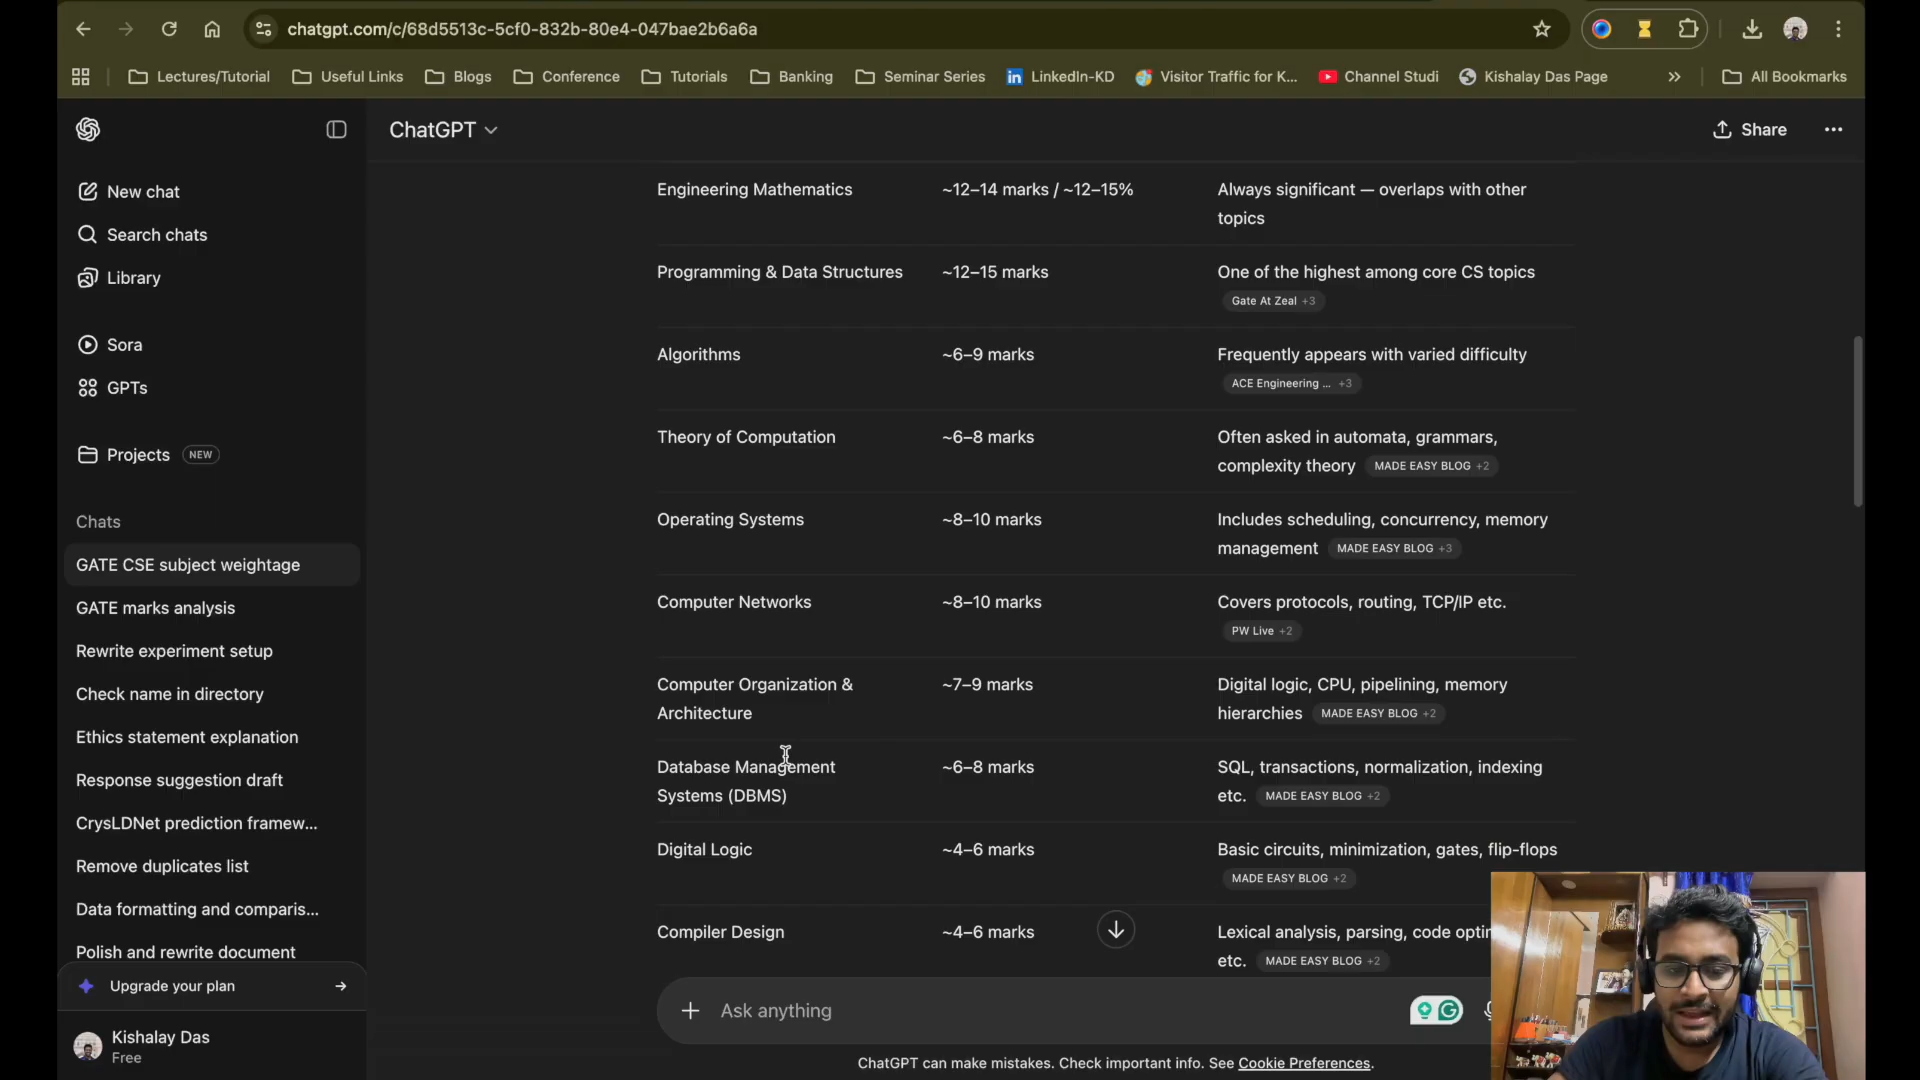 chatgpt.com/c/68d5513c-5cf0-832b-80e4-047bae2b6a6a
Lectures/Tutorial
Useful Links
Blogs
Conference
Tutorials
Banking
Seminar Series
in LinkedIn-KD
Visitor Traffic for K...
Channel Studi
Kishalay Das Page
All Bookmarks
ChatGPT
Share
New chat
Search chats
Library
Sora
GPTs
Projects NEW
Chats
GATE CSE subject weightage
GATE marks analysis
Rewrite experiment setup
Check name in directory
Ethics statement explanation
Response suggestion draft
CrysLDNet prediction framew...
Remove duplicates list
Data formatting and comparis...
Polish and rewrite document
Upgrade your plan
Kishalay Das
Free
Engineering Mathematics ~12–14 marks / ~12–15% Always significant — overlaps with other
topics
Programming & Data Structures ~12–15 marks One of the highest among core CS topics
Gate At Zeal +3
Algorithms ~6–9 marks Frequently appears with varied difficulty
ACE Engineering ... +3
Theory of Computation ~6–8 marks Often asked in automata, grammars,
complexity theory MADE EASY BLOG +2
Operating Systems ~8–10 marks Includes scheduling, concurrency, memory
management MADE EASY BLOG +3
Computer Networks ~8–10 marks Covers protocols, routing, TCP/IP etc.
PW Live +2
Computer Organization & ~7–9 marks Digital logic, CPU, pipelining, memory
Architecture hierarchies MADE EASY BLOG +2
Database Management ~6–8 marks SQL, transactions, normalization, indexing
Systems (DBMS) etc. MADE EASY BLOG +2
Digital Logic ~4–6 marks Basic circuits, minimization, gates, flip-flops
MADE EASY BLOG +2
Compiler Design ~4–6 marks Lexical analysis, parsing, code opti
etc. MADE EASY BLOG +2
Ask anything
ChatGPT can make mistakes. Check important info. See Cookie Preferences.